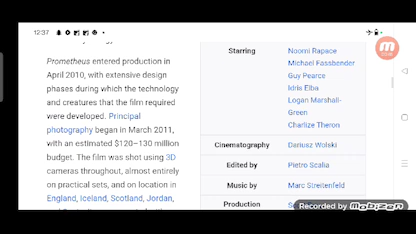 12:37
Prometheus entered production in
April 2010, with extensive design
phases during which the technology
and creatures that the film required
were developed. Principal
photography began in March 2011,
with an estimated $120–130 million
budget. The film was shot using 3D
cameras throughout, almost entirely
on practical sets, and on location in
England, Iceland, Scotland, Jordan,
Starring
Noomi Rapace
Michael Fassbender
Guy Pearce
Idris Elba
Logan Marshall-
Green
Charlize Theron
Cinematography
Dariusz Wolski
Edited by
Pietro Scalia
Music by
Marc Streitenfeld
Production
Recorded by
Mobizen